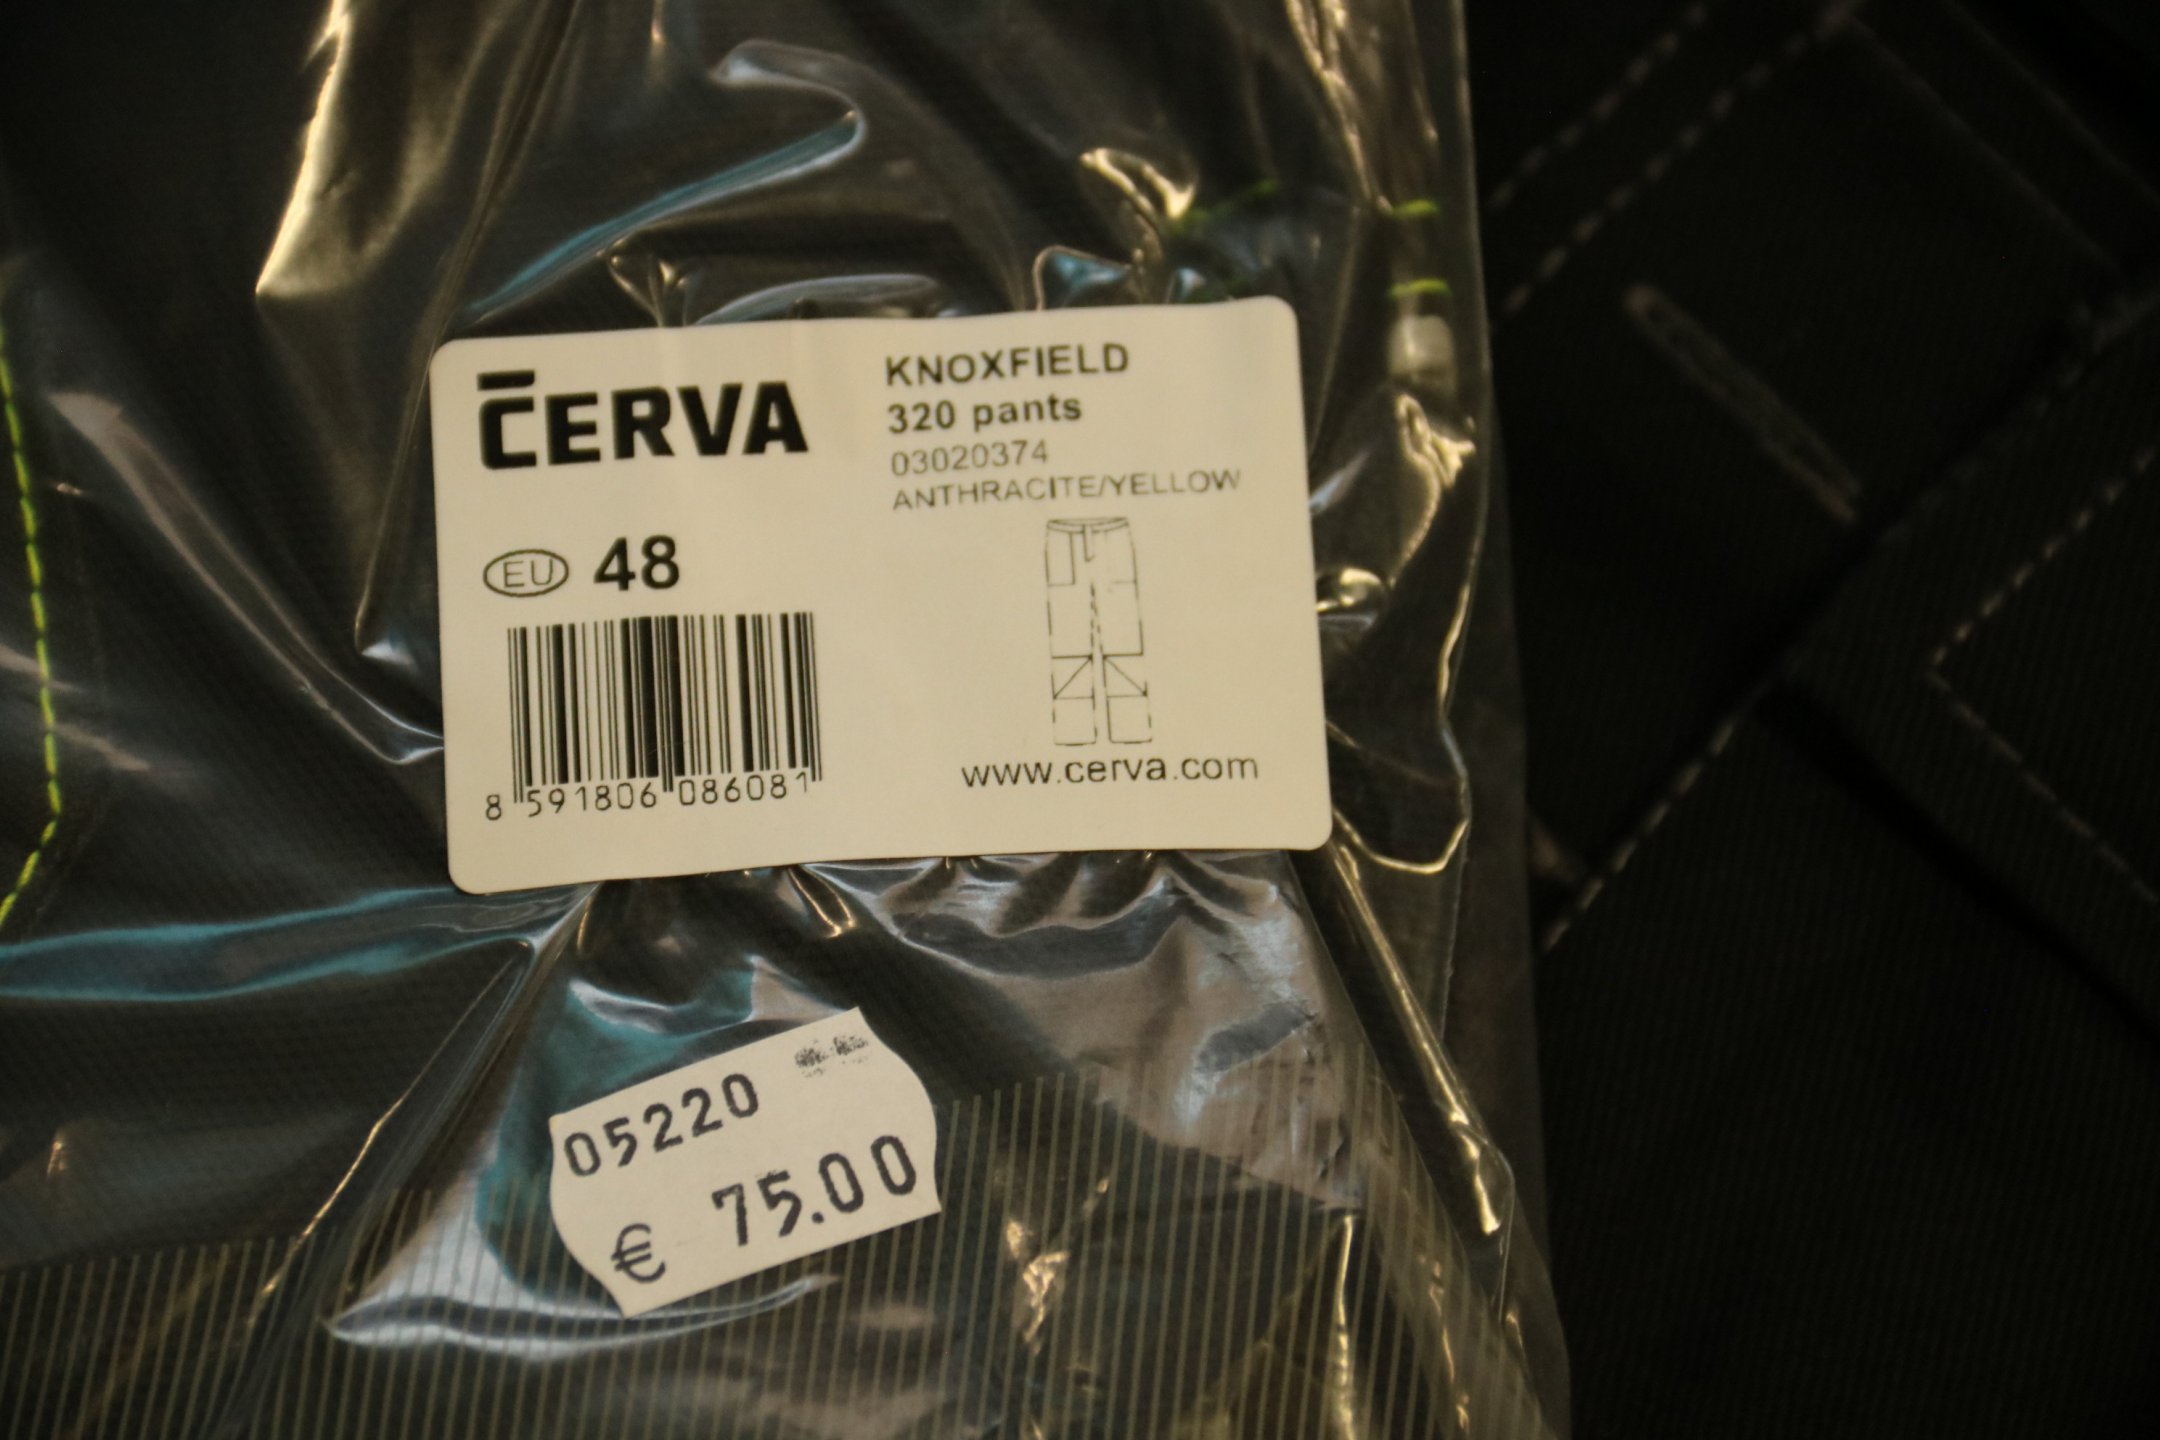 ČERVA
KNOXFIELD
320 pants
03020374
ANTHRACITE/YELLOW
EU 48
8 591806 086081
www.cerva.com
05220
€ 75.00